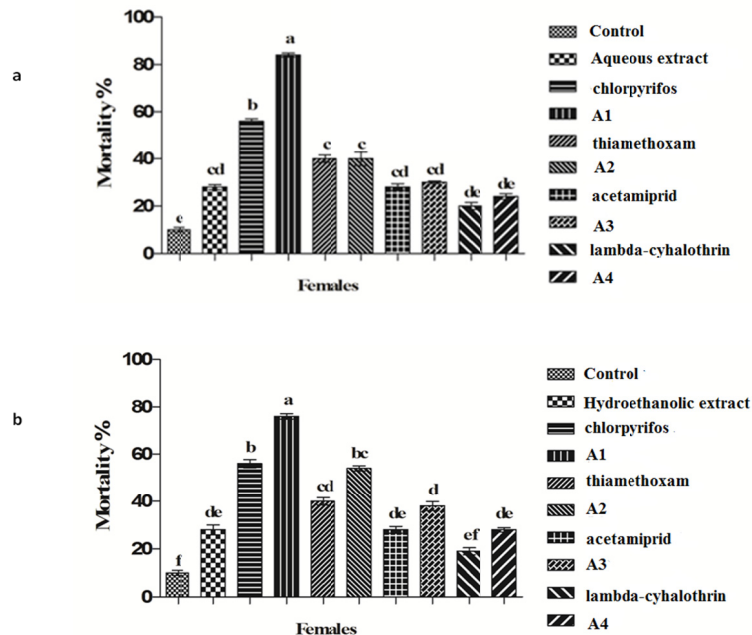 a
Mortality%
100
80
60
40
20
0
e
cd
b
a
c
c
cd
cd
de
de
Females
Control
Aqueous extract
chlorpyrifos
A1
thiamethoxam
A2
acetamiprid
A3
lambda-cyhalothrin
A4
b
Mortality%
100
80
60
40
20
0
f
de
b
a
cd
bc
de
d
ef
de
Females
Control
Hydroethanolic extract
chlorpyrifos
A1
thiamethoxam
A2
acetamiprid
A3
lambda-cyhalothrin
A4